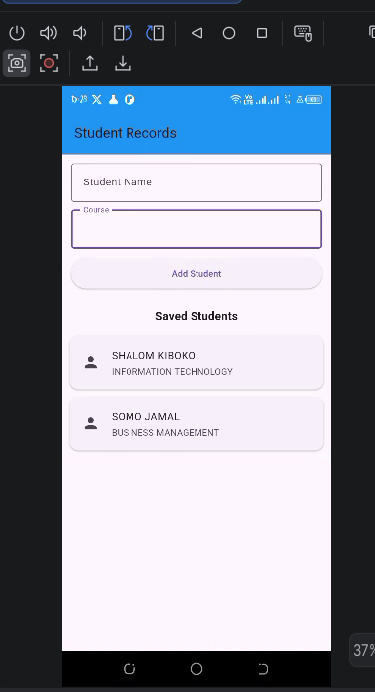 Student Records
Student Name
Course
Add Student
Saved Students
SHALOM KIBOKO
INFORMATION TECHNOLOGY
SOMO JAMAL
BUSINESS MANAGEMENT
37%